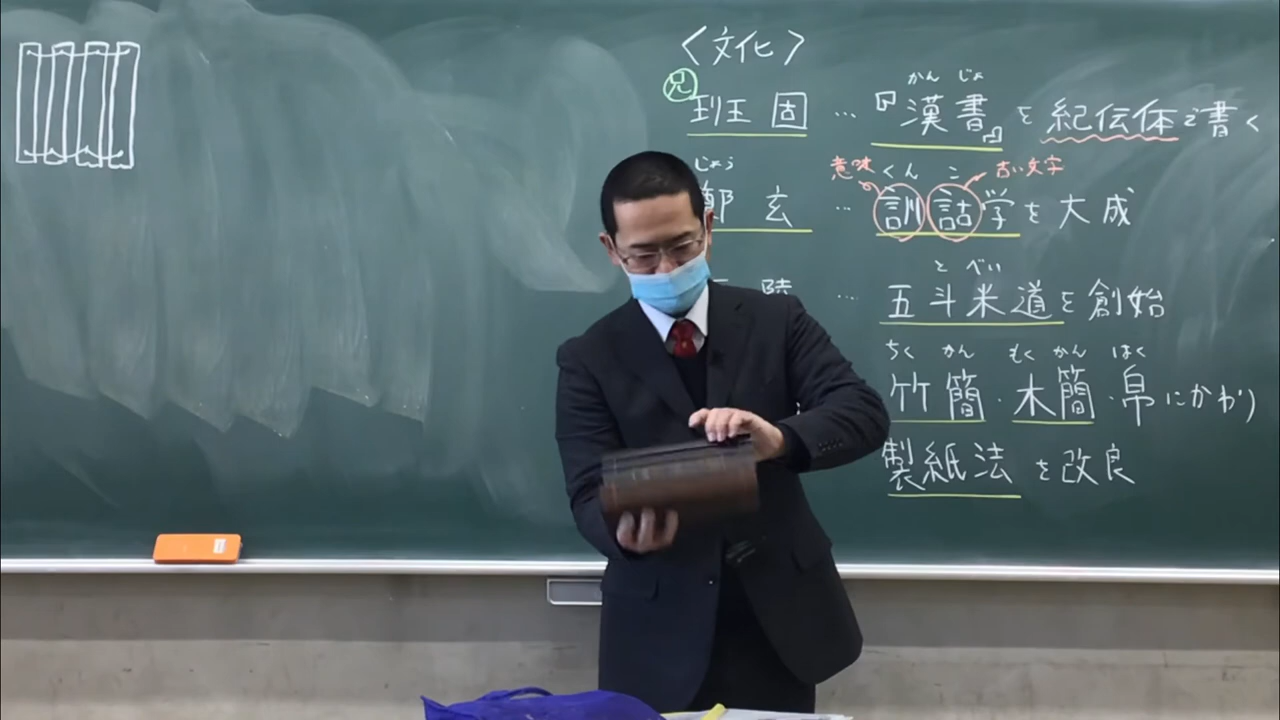 〈文化〉
兄
班固 … 『漢書』を紀伝体で書く
かん じょ
じょう
意味 くん こ 古い文字
鄭玄 … 訓詁学を大成
と べい
陵 … 五斗米道を創始
ちく かん もく かん はく
竹簡・木簡・帛にかわり
製紙法を改良